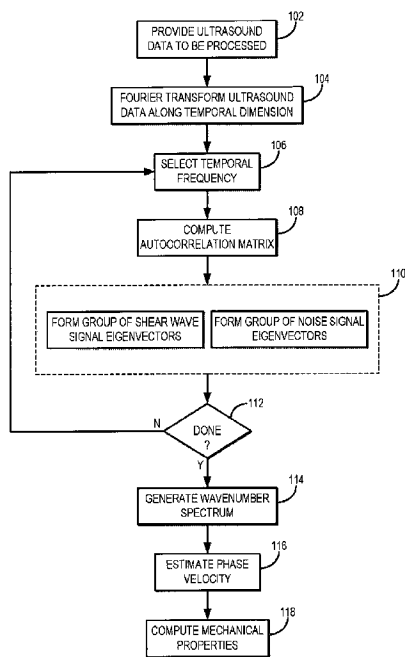 102
PROVIDE ULTRASOUND
DATA TO BE PROCESSED
104
FOURIER TRANSFORM ULTRASOUND
DATA ALONG TEMPORAL DIMENSION
106
SELECT TEMPORAL
FREQUENCY
108
COMPUTE
AUTOCORRELATION MATRIX
110
FORM GROUP OF SHEAR WAVE
SIGNAL EIGENVECTORS
FORM GROUP OF NOISE SIGNAL
EIGENVECTORS
112
N
DONE
?
Y
114
GENERATE WAVENUMBER
SPECTRUM
116
ESTIMATE PHASE
VELOCITY
118
COMPUTE MECHANICAL
PROPERTIES